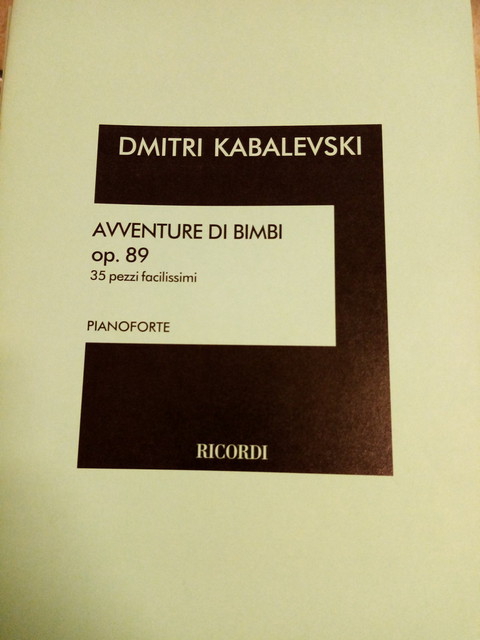 DMITRI KABALEVSKI
AVVENTURE DI BIMBI
op. 89
35 pezzi facilissimi
PIANOFORTE
RICORDI